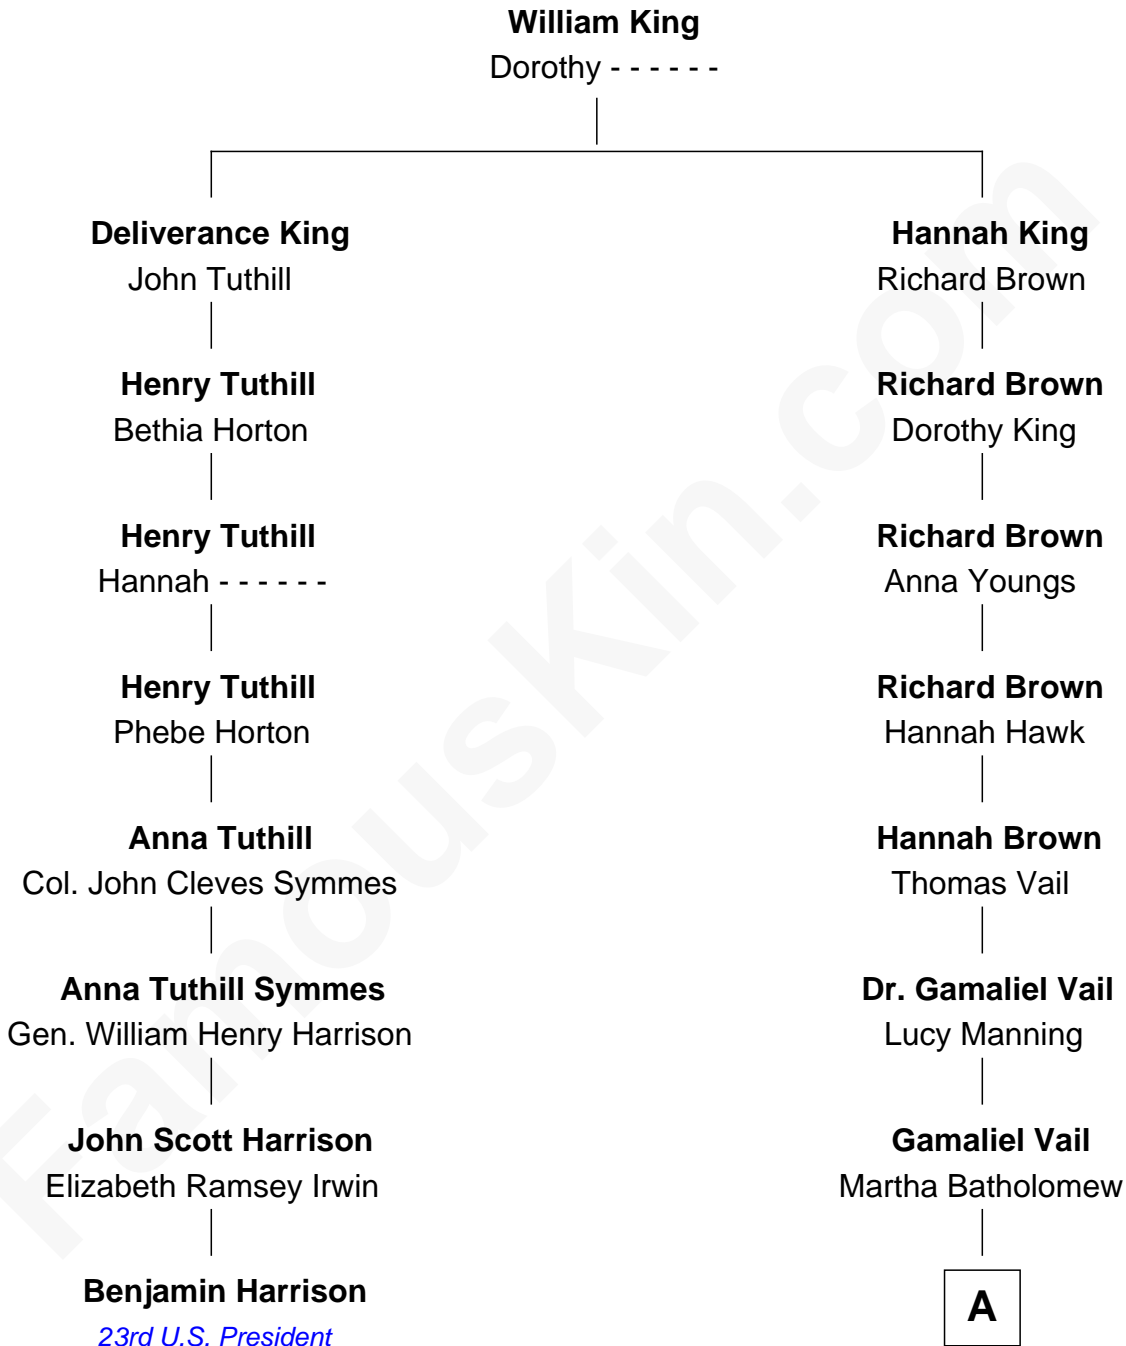 William King
Dorothy - - - - - -
Deliverance King
John Tuthill
Hannah King
Richard Brown
Henry Tuthill
Bethia Horton
Richard Brown
Dorothy King
Henry Tuthill
Hannah - - - - - -
Richard Brown
Anna Youngs
Henry Tuthill
Phebe Horton
Richard Brown
Hannah Hawk
Anna Tuthill
Col. John Cleves Symmes
Hannah Brown
Thomas Vail
Anna Tuthill Symmes
Gen. William Henry Harrison
Dr. Gamaliel Vail
Lucy Manning
John Scott Harrison
Elizabeth Ramsey Irwin
Gamaliel Vail
Martha Batholomew
Benjamin Harrison
23rd U.S. President
A
FamousKin.com